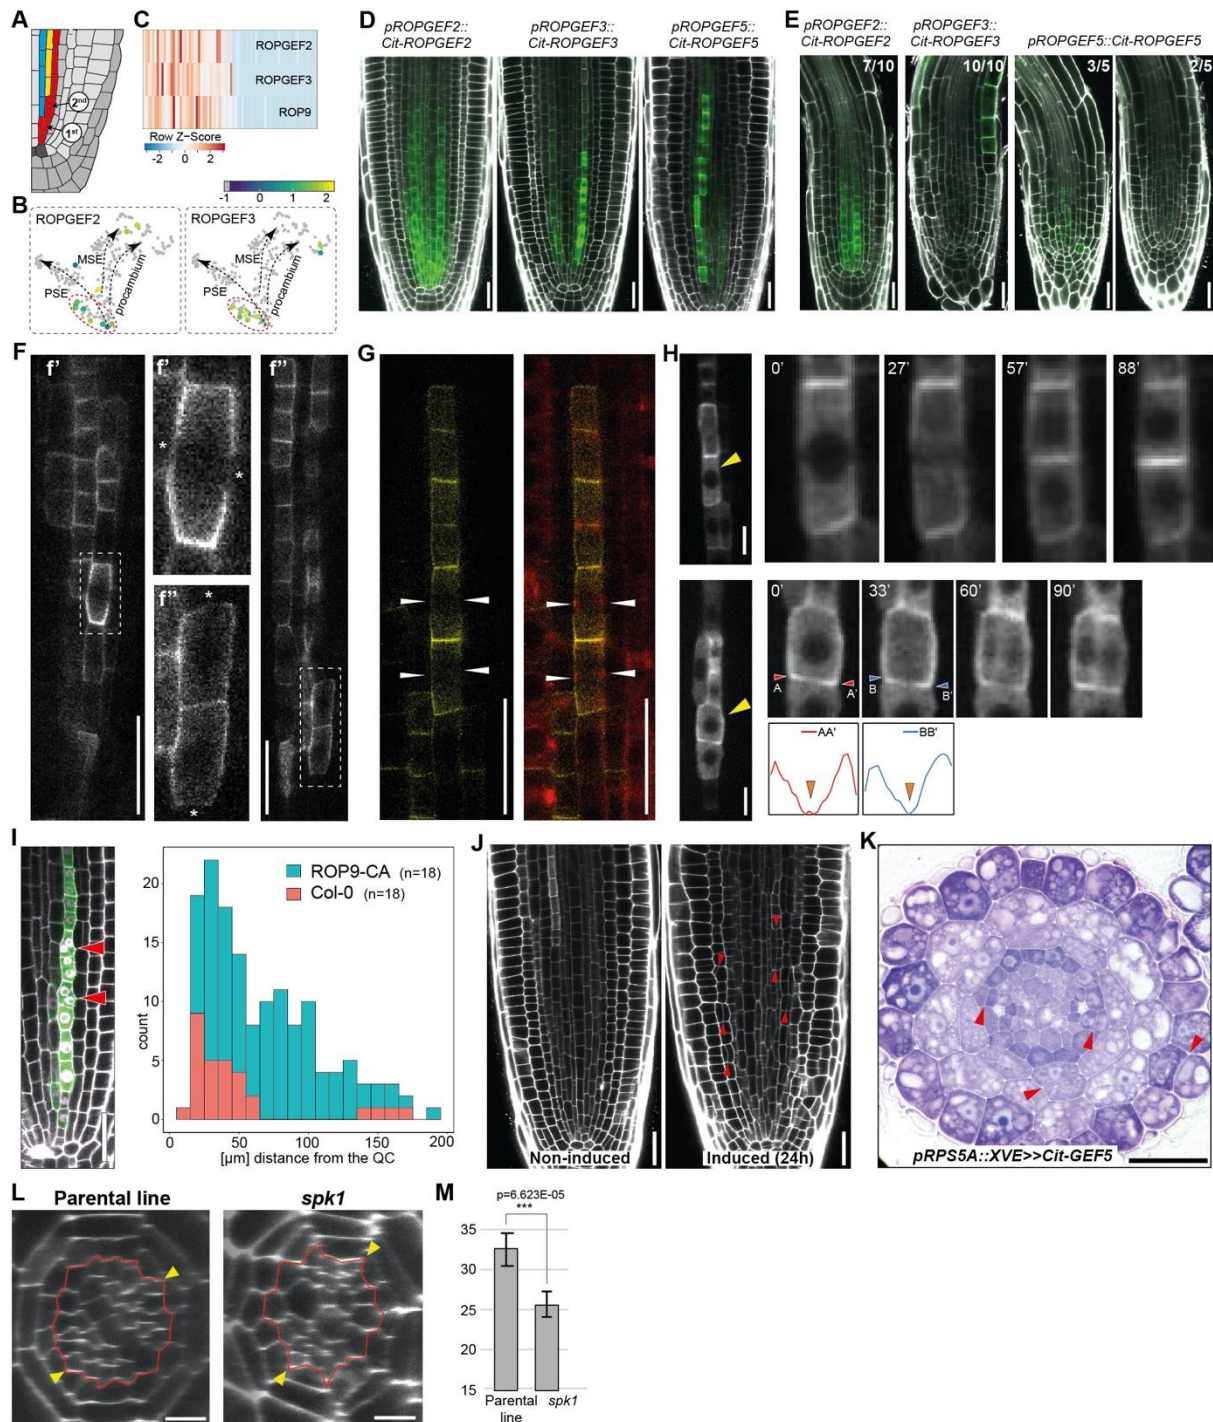 A
2nd
1st
C
ROPGEF2
ROPGEF3
ROP9
Row Z-Score
-2 0 2
-1 0 1 2
B
ROPGEF2
MSE
PSE
procambium
ROPGEF3
MSE
PSE
procambium
D
pROPGEF2::
Cit-ROPGEF2
pROPGEF3::
Cit-ROPGEF3
pROPGEF5::
Cit-ROPGEF5
E
pROPGEF2::
Cit-ROPGEF2
pROPGEF3::
Cit-ROPGEF3
pROPGEF5::Cit-ROPGEF5
7/10
10/10
3/5
2/5
F
f'
f'
*
*
f''
*
*
f''
G
H
0'
27'
57'
88'
0'
33'
60'
90'
A A'
B B'
AA'
BB'
I
ROP9-CA (n=18)
Col-0 (n=18)
count
20
15
10
5
0
0 50 100 150 200
[µm] distance from the QC
J
Non-induced
Induced (24h)
K
pRPS5A::XVE>>Cit-GEF5
L
Parental line
spk1
M
p=6.623E-05
***
35
30
25
20
15
Parental
line
spk1